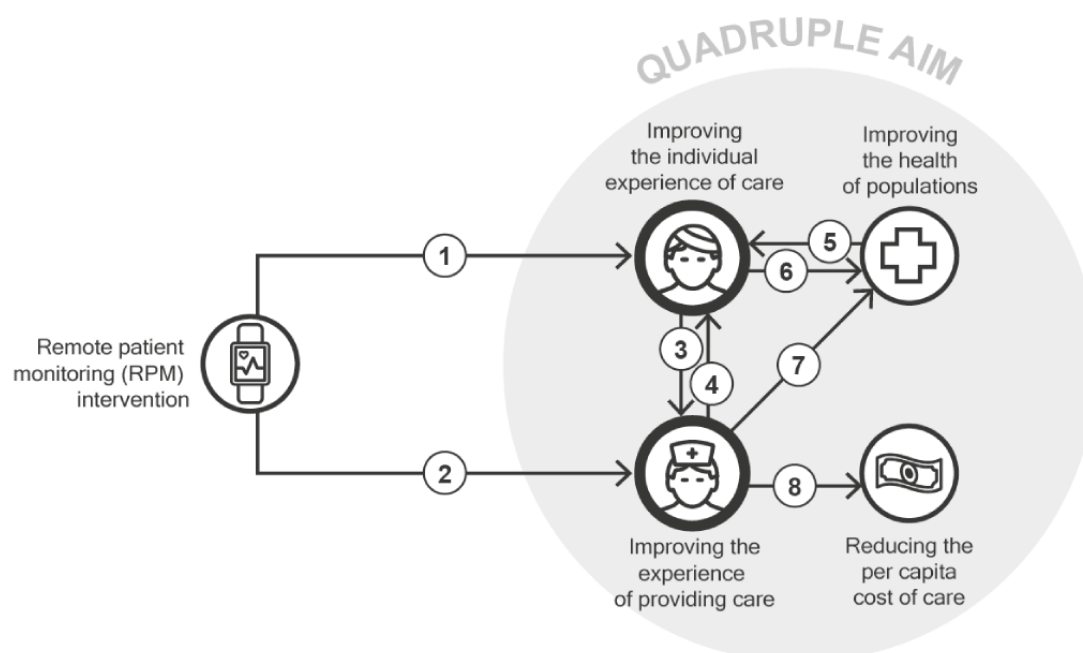 QUADRUPLE AIM
Improving
the individual
experience of care
Improving
the health
of populations
1
5
6
Remote patient
monitoring (RPM)
intervention
3
4
7
2
8
Improving the
experience
of providing care
Reducing the
per capita
cost of care